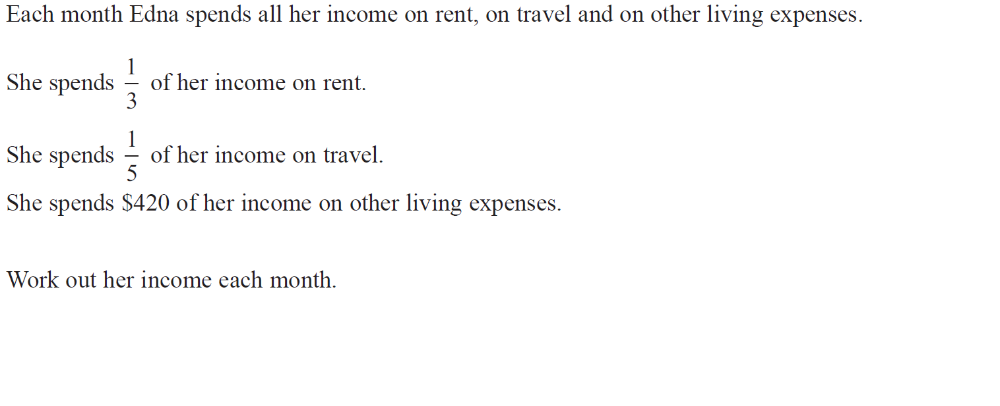 Each month Edna spends all her income on rent, on travel and on other living expenses.
She spends 1/3 of her income on rent.
She spends 1/5 of her income on travel.
She spends $420 of her income on other living expenses.
Work out her income each month.